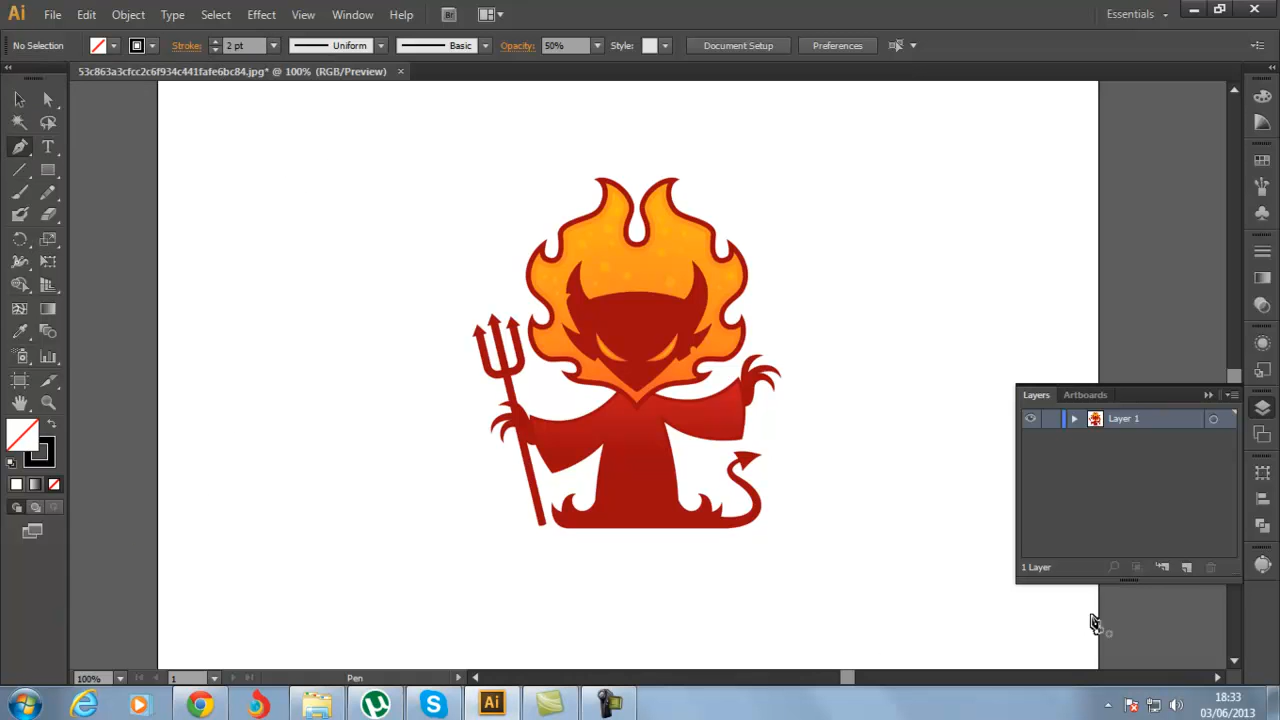 Ai File Edit Object Type Select Effect View Window Help Br Essentials
No Selection Stroke: 2 pt Uniform Basic Opacity: 50% Style: Document Setup Preferences
53c863a3cfcc2c6f934c441fafe6bc84.jpg* @ 100% (RGB/Preview)
T
Layers Artboards
Layer 1
1 Layer
100% 1 Pen
Ai
18:33
03/06/2013